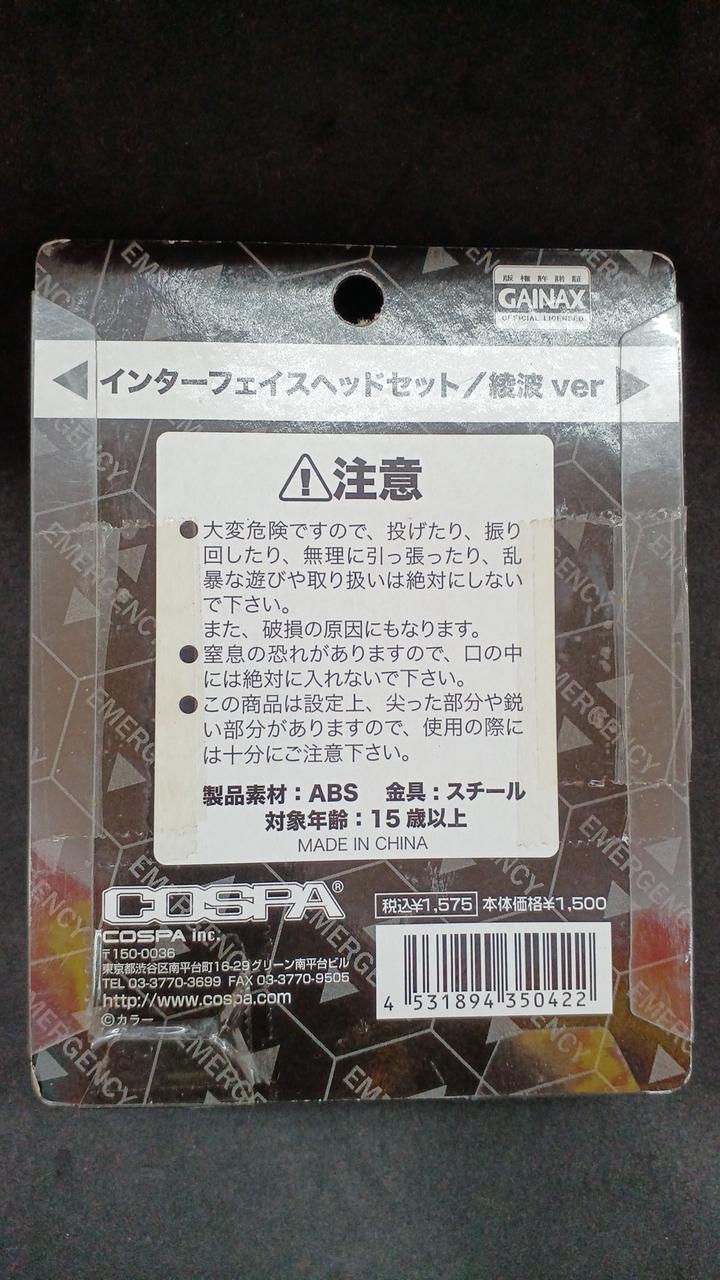 版権許諾証
GAINAX
OFFICIAL LICENSED
インターフェイスヘッドセット／綾波 ver
注意
●大変危険ですので、投げたり、振り
回したり、無理に引っ張ったり、乱
暴な遊びや取り扱いは絶対にしない
で下さい。
また、破損の原因にもなります。
●窒息の恐れがありますので、口の中
には絶対に入れないで下さい。
●この商品は設定上、尖った部分や鋭
い部分がありますので、使用の際に
は十分にご注意下さい。
製品素材：ABS　金具：スチール
対象年齢：15歳以上
MADE IN CHINA
COSPA®
税込¥1,575 本体価格¥1,500
COSPA inc.
〒150-0036
東京都渋谷区南平台町16-29グリーン南平台ビル
TEL 03-3770-3699 FAX 03-3770-9505
http://www.cospa.com
©カラー
4 531894 350422
EMERGENCY
EMERGENCY
EMERGENCY
EMERGENCY
EMERGENCY
EMERGENCY